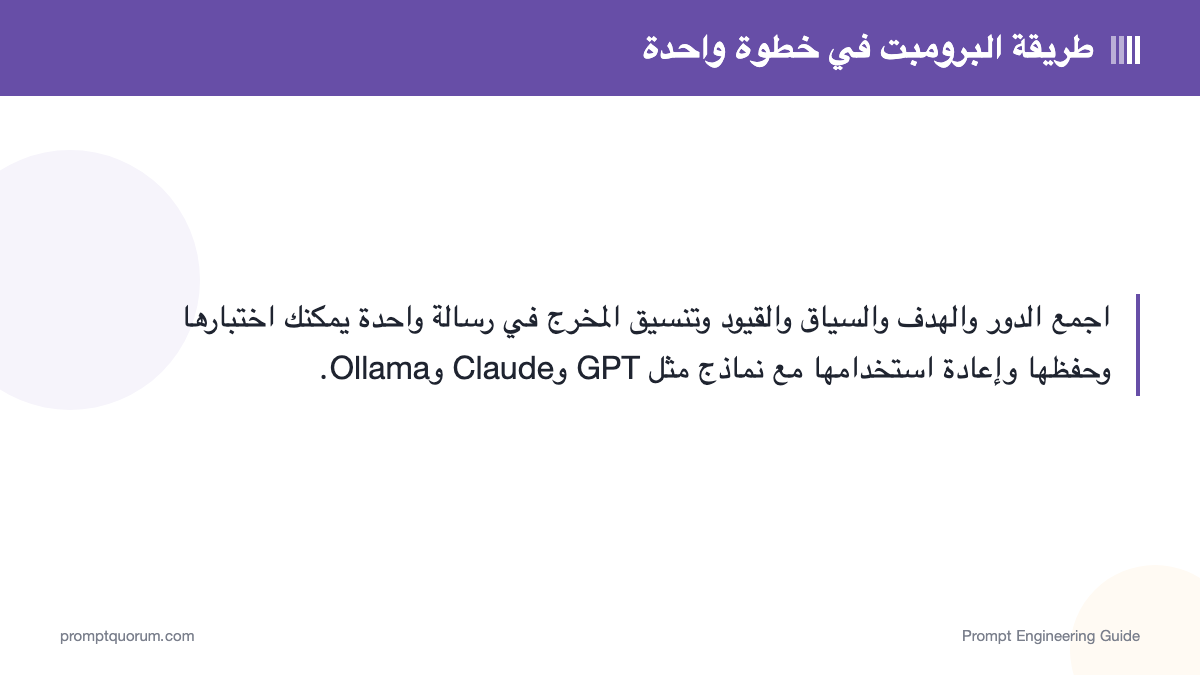 طريقة البرومبت في خطوة واحدة
اجمع الدور والهدف والسياق والقيود وتنسيق المخرج في رسالة واحدة يمكنك اختبارها
وحفظها وإعادة استخدامها مع نماذج مثل GPT وClaude وOllama.
promptquorum.com
Prompt Engineering Guide